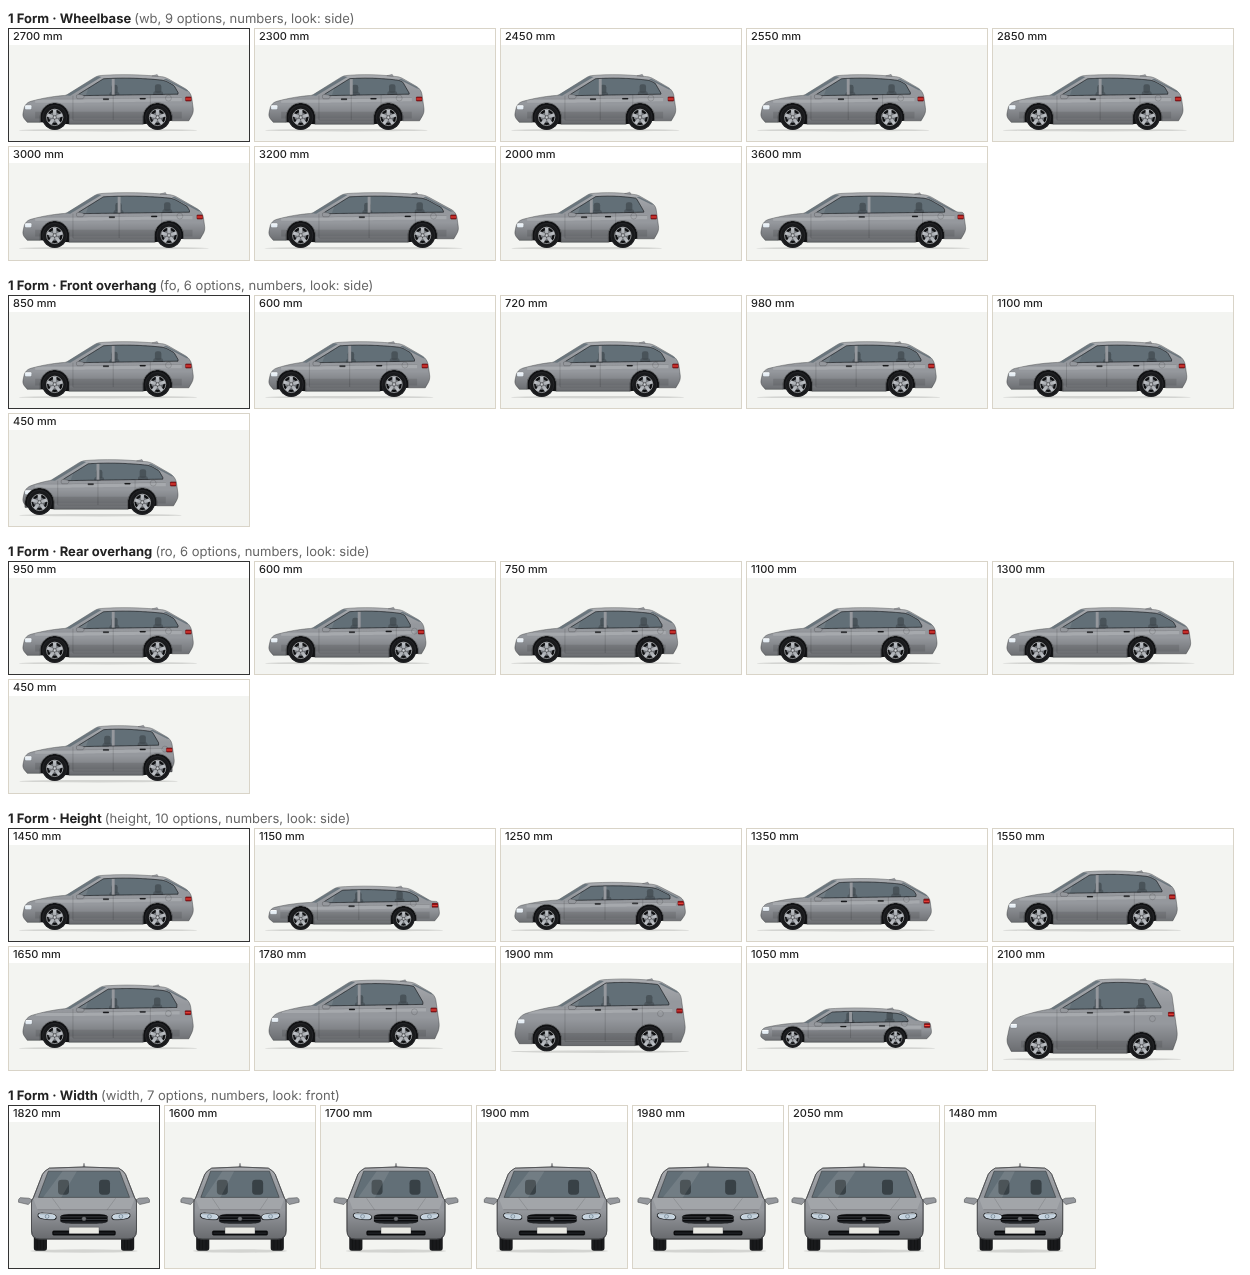 1 Form · Wheelbase (wb, 9 options, numbers, look: side)
2700 mm 2300 mm 2450 mm 2550 mm 2850 mm
3000 mm 3200 mm 2000 mm 3600 mm
1 Form · Front overhang (fo, 6 options, numbers, look: side)
850 mm 600 mm 720 mm 980 mm 1100 mm
450 mm
1 Form · Rear overhang (ro, 6 options, numbers, look: side)
950 mm 600 mm 750 mm 1100 mm 1300 mm
450 mm
1 Form · Height (height, 10 options, numbers, look: side)
1450 mm 1150 mm 1250 mm 1350 mm 1550 mm
1650 mm 1780 mm 1900 mm 1050 mm 2100 mm
1 Form · Width (width, 7 options, numbers, look: front)
1820 mm 1600 mm 1700 mm 1900 mm 1980 mm 2050 mm 1480 mm